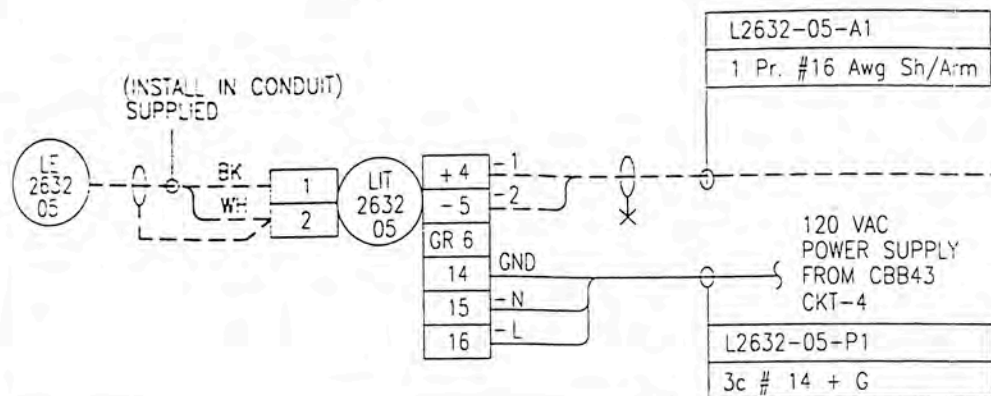 L2632-05-A1
1 Pr. #16 Awg Sh/Arm
(INSTALL IN CONDUIT)
SUPPLIED
LE
2632
05
BK
WH
1
2
LIT
2632
05
+4
-5
GR 6
14
15
16
-1
-2
GND
-N
-L
120 VAC
POWER SUPPLY
FROM CBB43
CKT-4
L2632-05-P1
3c # 14 + G